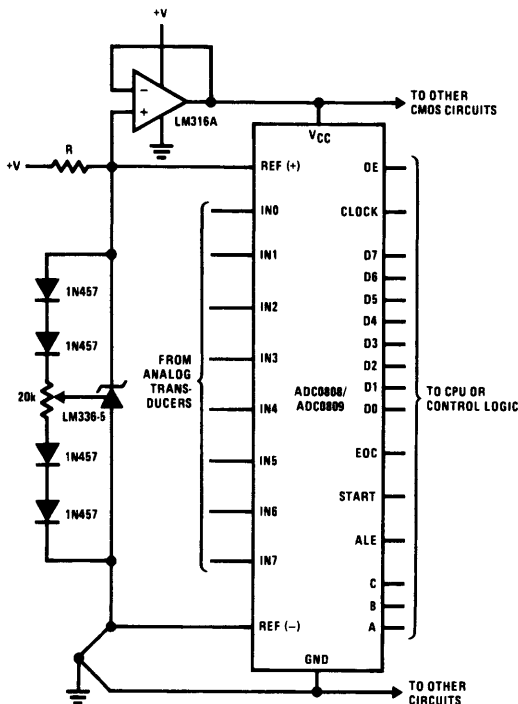 +V
−
+
LM316A
TO OTHER
CMOS CIRCUITS
VCC
+V
R
REF (+)
OE
IN0
CLOCK
IN1
D7
D6
IN2
D5
D4
1N457
1N457
20k
LM336-5
1N457
1N457
FROM
ANALOG
TRANS-
DUCERS
IN3
D3
D2
ADC0808/
ADC0809
D1
D0
TO CPU OR
CONTROL LOGIC
IN4
EOC
IN5
START
IN6
ALE
IN7
C
B
A
REF (−)
GND
TO OTHER
CIRCUITS